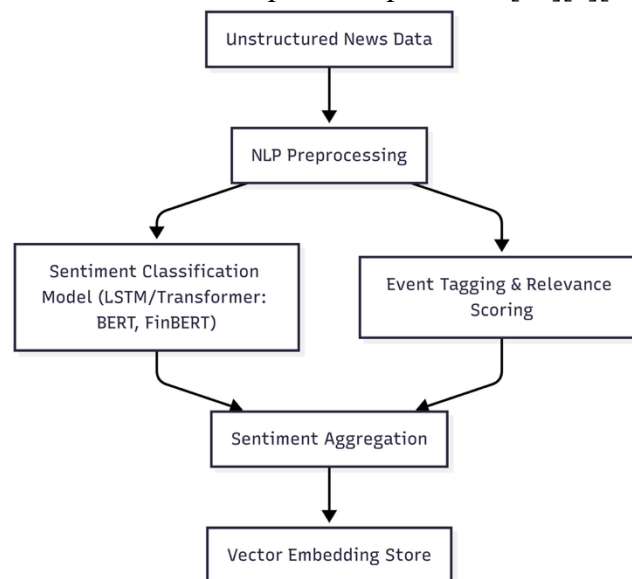 Unstructured News Data
NLP Preprocessing
Sentiment Classification
Model (LSTM/Transformer:
BERT, FinBERT)
Event Tagging & Relevance
Scoring
Sentiment Aggregation
Vector Embedding Store